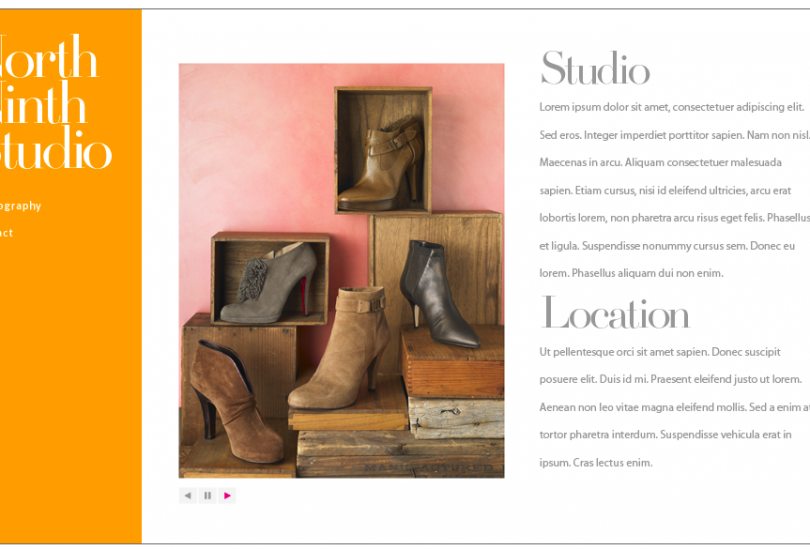 North
Ninth
Studio
ography
act
Studio
Lorem ipsum dolor sit amet, consectetuer adipiscing elit.
Sed eros. Integer imperdiet porttitor sapien. Nam non nisl.
Maecenas in arcu. Aliquam consectetuer malesuada
sapien. Etiam cursus, nisi id eleifend ultricies, arcu erat
lobortis lorem, non pharetra arcu risus eget felis. Phasellus
et ligula. Suspendisse nonummy cursus sem. Donec eu
lorem. Phasellus aliquam dui non enim.
Location
Ut pellentesque orci sit amet sapien. Donec suscipit
posuere elit. Duis id mi. Praesent eleifend justo ut lorem.
Aenean non leo vitae magna eleifend mollis. Sed a enim at
tortor pharetra interdum. Suspendisse vehicula erat in
ipsum. Cras lectus enim.